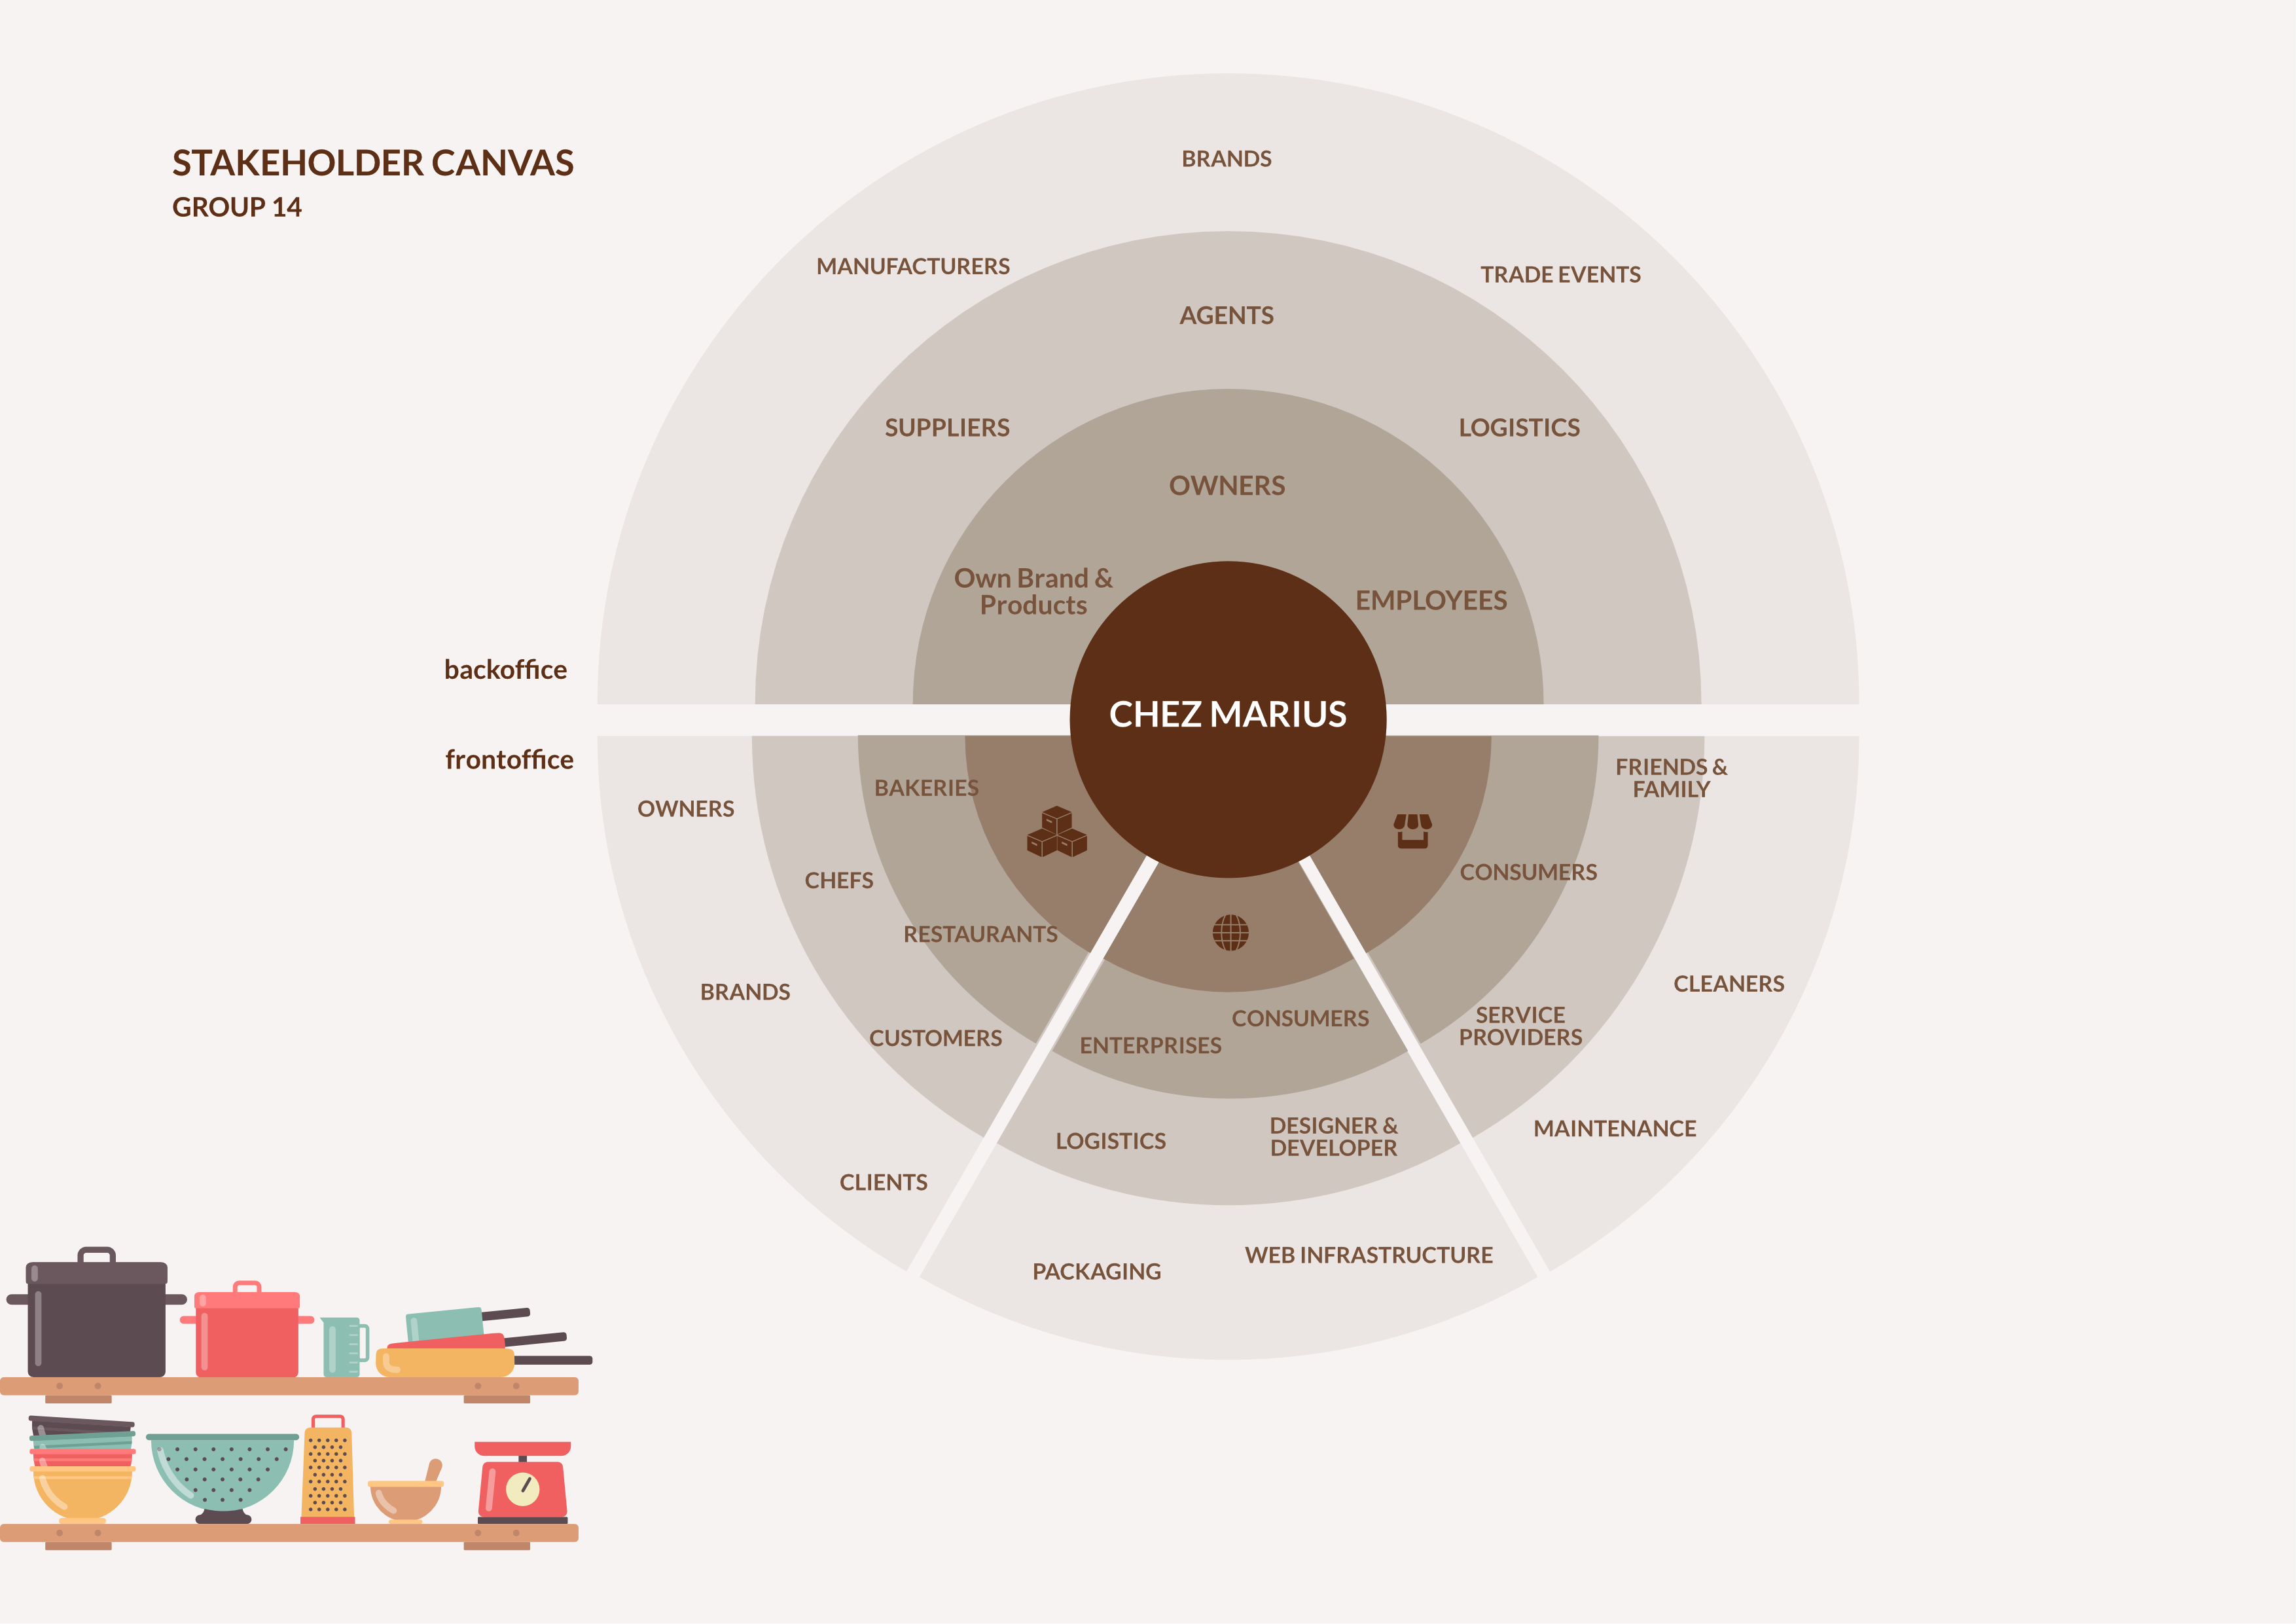 STAKEHOLDER CANVAS
GROUP 14
BRANDS
MANUFACTURERS
TRADE EVENTS
AGENTS
SUPPLIERS
LOGISTICS
OWNERS
Own Brand &
Products
EMPLOYEES
backoffice
CHEZ MARIUS
frontoffice
OWNERS
BAKERIES
FRIENDS &
FAMILY
CHEFS
CONSUMERS
RESTAURANTS
BRANDS
CLEANERS
CUSTOMERS
ENTERPRISES
CONSUMERS
SERVICE
PROVIDERS
LOGISTICS
DESIGNER &
DEVELOPER
MAINTENANCE
CLIENTS
PACKAGING
WEB INFRASTRUCTURE